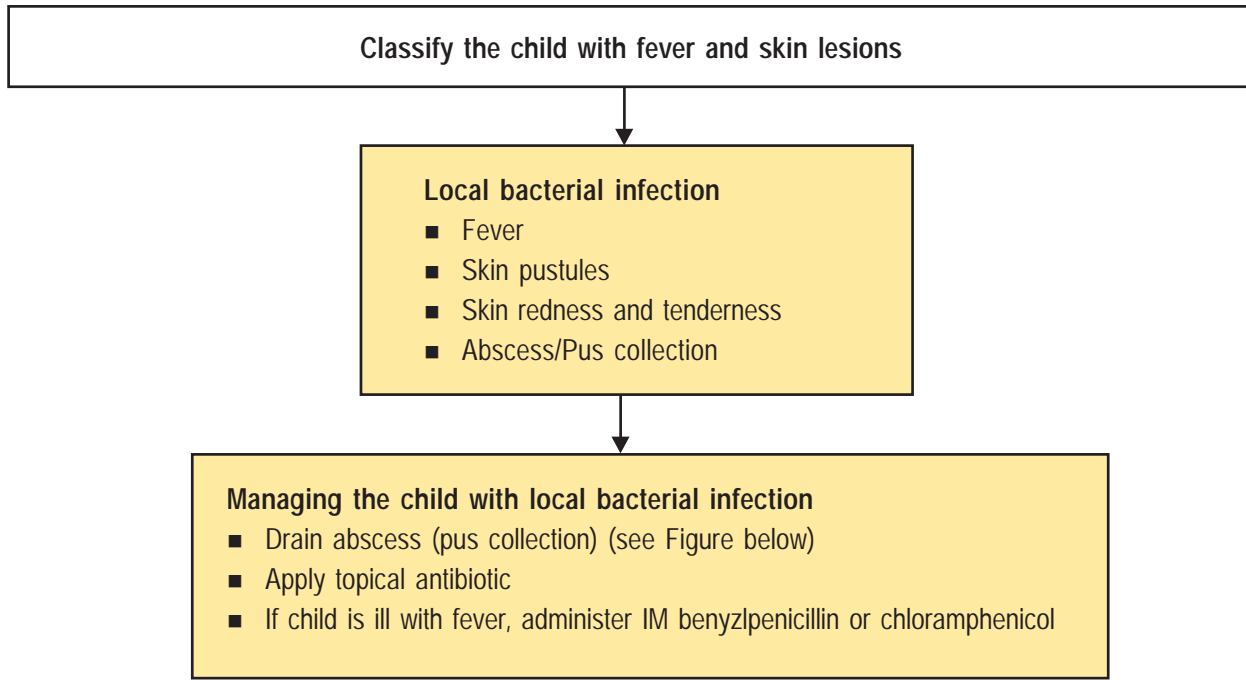 Classify the child with fever and skin lesions
Local bacterial infection
■ Fever
■ Skin pustules
■ Skin redness and tenderness
■ Abscess/Pus collection
Managing the child with local bacterial infection
■ Drain abscess (pus collection) (see Figure below)
■ Apply topical antibiotic
■ If child is ill with fever, administer IM benyzlpenicillin or chloramphenicol